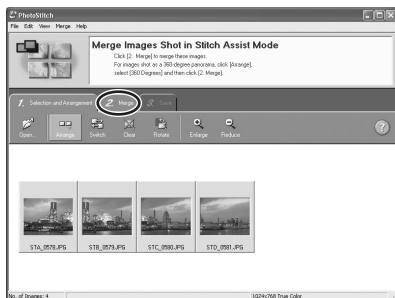 PhotoStitch
File Edit View Merge Help
Merge Images Shot in Stitch Assist Mode
Click [2. Merge] to merge these images.
For images shot as a 360-degree panorama, click [Arrange],
select [360 Degrees] and then click [2. Merge].
1. Selection and Arrangement 2. Merge 3. Save
Open... Arrange Switch Clear Rotate Enlarge Reduce
STA_0578.JPG STB_0579.JPG STC_0580.JPG STD_0581.JPG
No. of Images: 4 1024x768 True Color